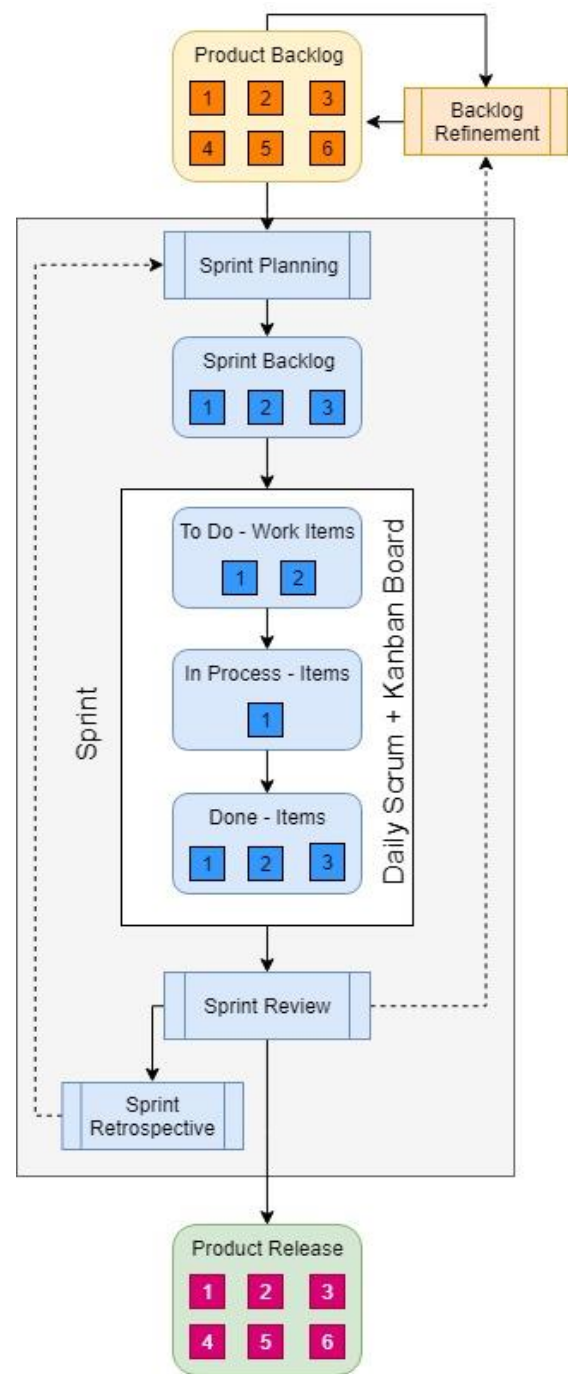 Product Backlog
1 2 3
4 5 6
Backlog
Refinement
Sprint Planning
Sprint Backlog
1 2 3
Sprint
Daily Scrum + Kanban Board
To Do - Work Items
1 2
In Process - Items
1
Done - Items
1 2 3
Sprint Review
Sprint
Retrospective
Product Release
1 2 3
4 5 6